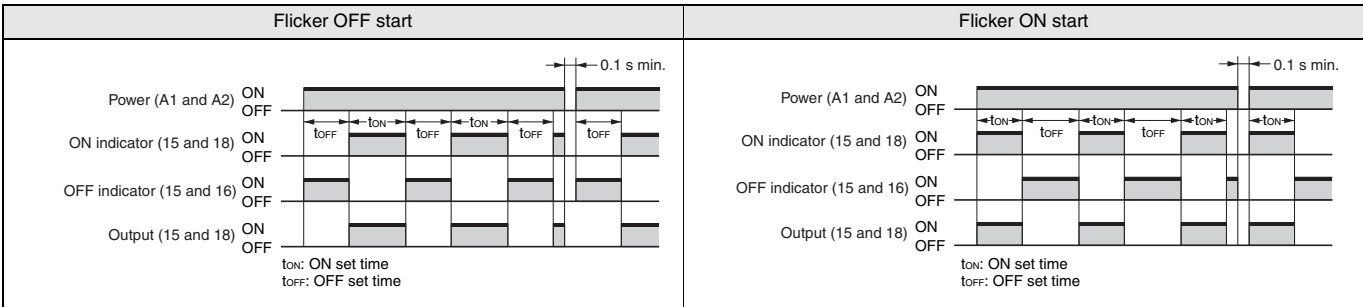 Flicker OFF start
0.1 s min.
Power (A1 and A2) ON
OFF
tOFF tON tOFF tON tOFF tOFF
ON indicator (15 and 18) ON
OFF
OFF indicator (15 and 16) ON
OFF
Output (15 and 18) ON
OFF
tON: ON set time
tOFF: OFF set time
Flicker ON start
0.1 s min.
Power (A1 and A2) ON
OFF
tON tOFF tON tOFF tON tON
ON indicator (15 and 18) ON
OFF
OFF indicator (15 and 16) ON
OFF
Output (15 and 18) ON
OFF
tON: ON set time
tOFF: OFF set time